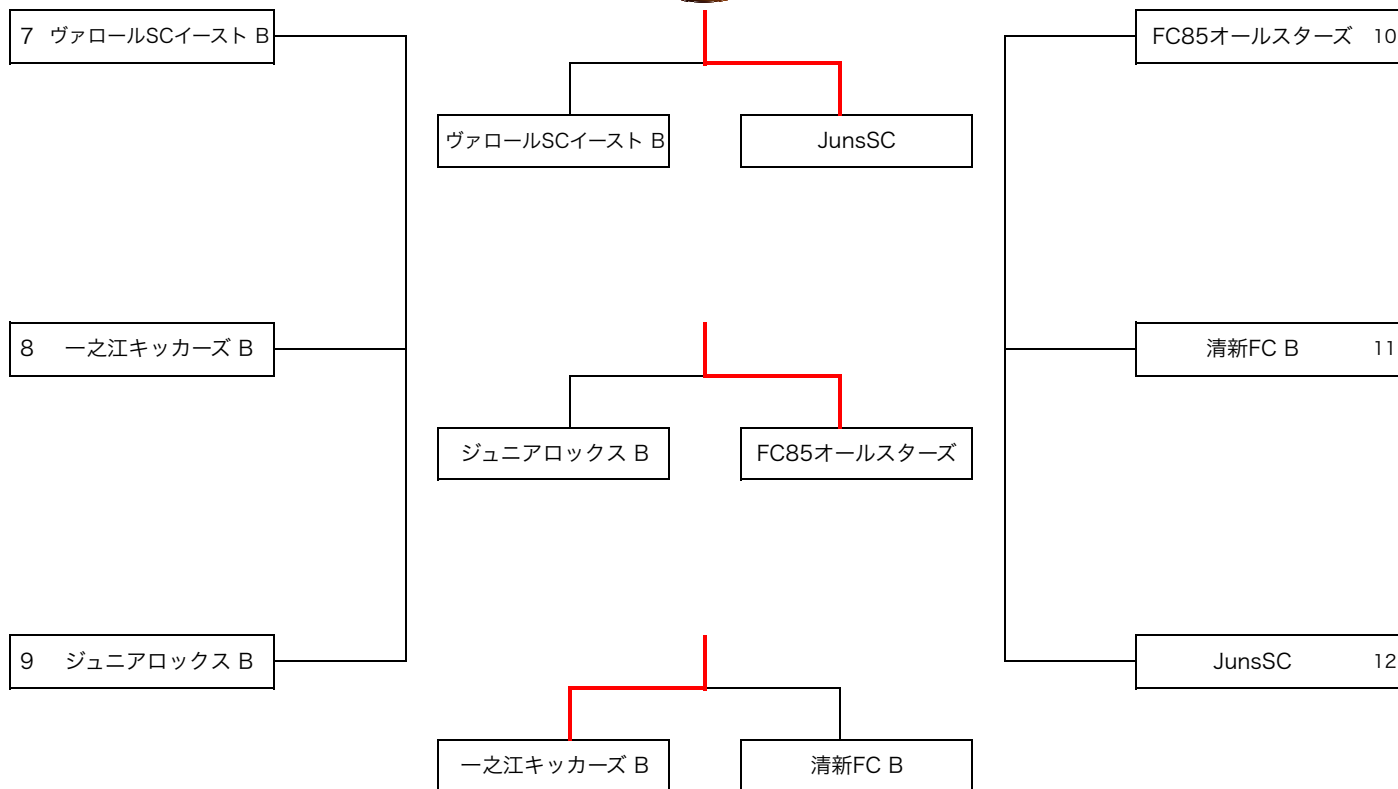 7 ヴァロールSCイースト B
FC85オールスターズ 10
ヴァロールSCイースト B
JunsSC
8 一之江キッカーズ B
清新FC B 11
ジュニアロックス B
FC85オールスターズ
9 ジュニアロックス B
JunsSC 12
一之江キッカーズ B
清新FC B